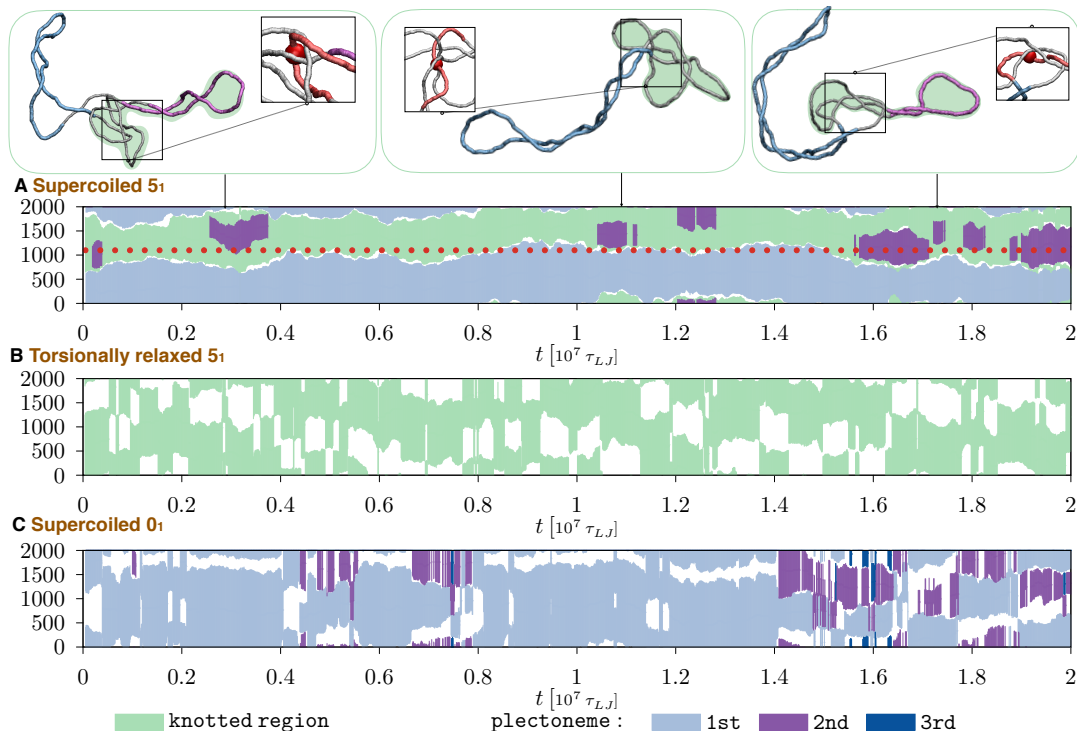 A Supercoiled 5₁
2000
1500
1000
500
0
0 0.2 0.4 0.6 0.8 1 1.2 1.4 1.6 1.8 2
t [10⁷ τ_LJ]
B Torsionally relaxed 5₁
2000
1500
1000
500
0
0 0.2 0.4 0.6 0.8 1 1.2 1.4 1.6 1.8 2
t [10⁷ τ_LJ]
C Supercoiled 0₁
2000
1500
1000
500
0
0 0.2 0.4 0.6 0.8 1 1.2 1.4 1.6 1.8 2
t [10⁷ τ_LJ]
knotted region plectoneme : 1st 2nd 3rd